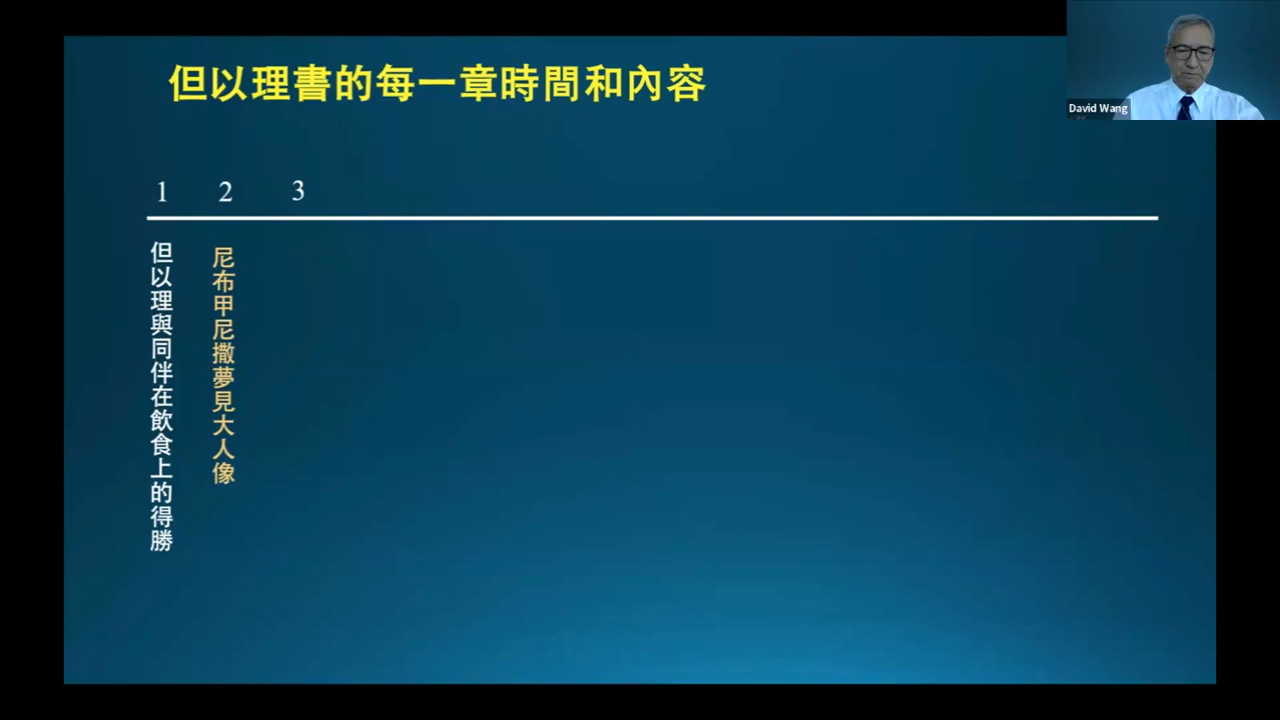 但以理書的每一章時間和內容
David Wang
1 2 3
但以理與同伴在飲食上的得勝
尼布甲尼撒夢見大人像